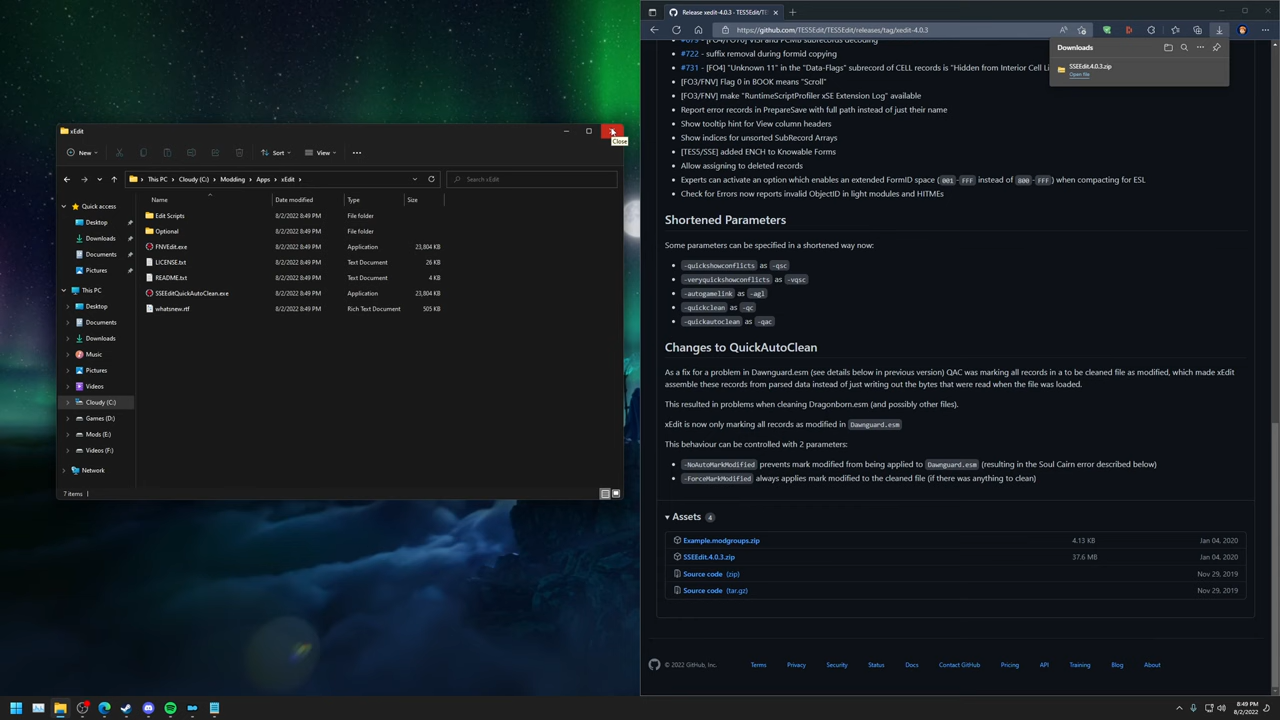 xEdit
Close
New
Sort
View
This PC
Cloudy (C:)
Modding
Apps
xEdit
Search xEdit
Quick access
Desktop
Downloads
Documents
Pictures
This PC
Desktop
Documents
Downloads
Music
Pictures
Videos
Cloudy (C:)
Games (D:)
Mods (E:)
Videos (F:)
Network
Name Date modified Type Size
Edit Scripts 8/2/2022 8:49 PM File folder
Optional 8/2/2022 8:49 PM File folder
FNVEdit.exe 8/2/2022 8:49 PM Application 23,804 KB
LICENSE.txt 8/2/2022 8:49 PM Text Document 26 KB
README.txt 8/2/2022 8:49 PM Text Document 4 KB
SSEEditQuickAutoClean.exe 8/2/2022 8:49 PM Application 23,804 KB
whatsnew.rtf 8/2/2022 8:49 PM Rich Text Document 505 KB
7 items
Release xedit-4.0.3 · TES5Edit/TES
https://github.com/TES5Edit/TES5Edit/releases/tag/xedit-4.0.3
Downloads
SSEEdit.4.0.3.zip
Open file
#722 - suffix removal during formid copying
#731 - [FO4] "Unknown 11" in the "Data-Flags" subrecord of CELL records is "Hidden from Interior Cell Li
[FO3/FNV] Flag 0 in BOOK means "Scroll"
[FO3/FNV] make "RuntimeScriptProfiler xSE Extension Log" available
Report error records in PrepareSave with full path instead of just their name
Show tooltip hint for View column headers
Show indices for unsorted SubRecord Arrays
[TES5/SSE] added ENCH to Knowable Forms
Allow assigning to deleted records
Experts can activate an option which enables an extended FormID space (001-FFF instead of 800-FFF) when compacting for ESL
Check for Errors now reports invalid ObjectID in light modules and HITMEs
Shortened Parameters
Some parameters can be specified in a shortened way now:
-quickshowconflicts as -qsc
-veryquickshowconflicts as -vqsc
-autogamelink as -agl
-quickclean as -qc
-quickautoclean as -qac
Changes to QuickAutoClean
As a fix for a problem in Dawnguard.esm (see details below in previous version) QAC was marking all records in a to be cleaned file as modified, which made xEdit
assemble these records from parsed data instead of just writing out the bytes that were read when the file was loaded.
This resulted in problems when cleaning Dragonborn.esm (and possibly other files).
xEdit is now only marking all records as modified in Dawnguard.esm
This behaviour can be controlled with 2 parameters:
-NoAutoMarkModified prevents mark modified from being applied to Dawnguard.esm (resulting in the Soul Cairn error described below)
-ForceMarkModified always applies mark modified to the cleaned file (if there was anything to clean)
Assets 4
Example.modgroups.zip 4.13 KB Jan 04, 2020
SSEEdit.4.0.3.zip 37.6 MB Jan 04, 2020
Source code (zip) Nov 29, 2019
Source code (tar.gz) Nov 29, 2019
© 2022 GitHub, Inc. Terms Privacy Security Status Docs Contact GitHub Pricing API Training Blog About
8:49 PM
8/2/2022